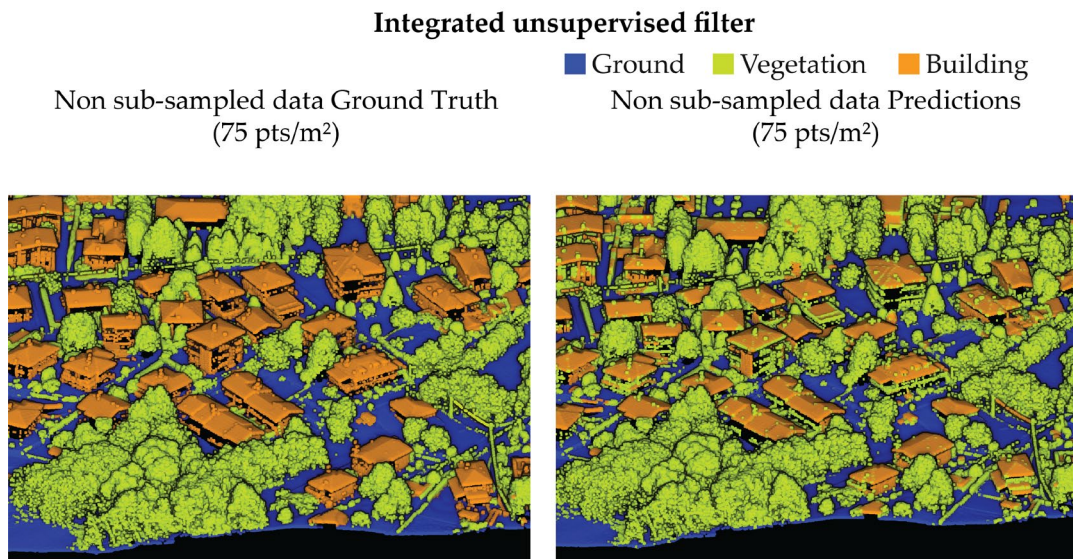 Integrated unsupervised filter
Ground Vegetation Building
Non sub-sampled data Ground Truth
(75 pts/m²)
Non sub-sampled data Predictions
(75 pts/m²)